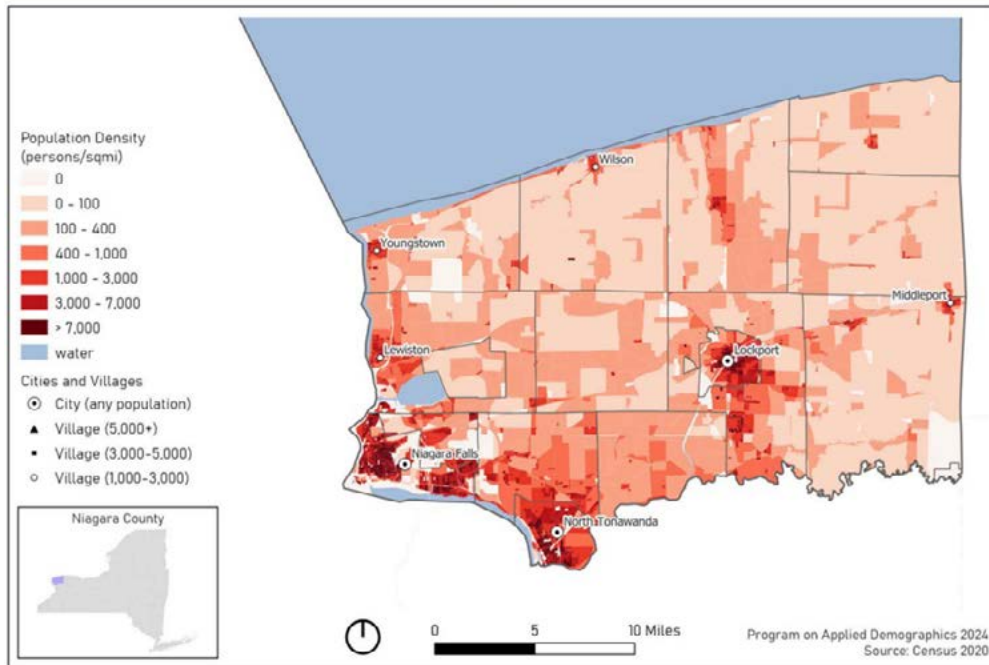 Population Density
(persons/sqmi)
0
0 - 100
100 - 400
400 - 1,000
1,000 - 3,000
3,000 - 7,000
> 7,000
water
Cities and Villages
City (any population)
Village (5,000+)
Village (3,000-5,000)
Village (1,000-3,000)
Niagara County
Wilson
Youngstown
Middleport
Lewiston
Lockport
Niagara Falls
North Tonawanda
0 5 10 Miles
Program on Applied Demographics 2024
Source: Census 2020